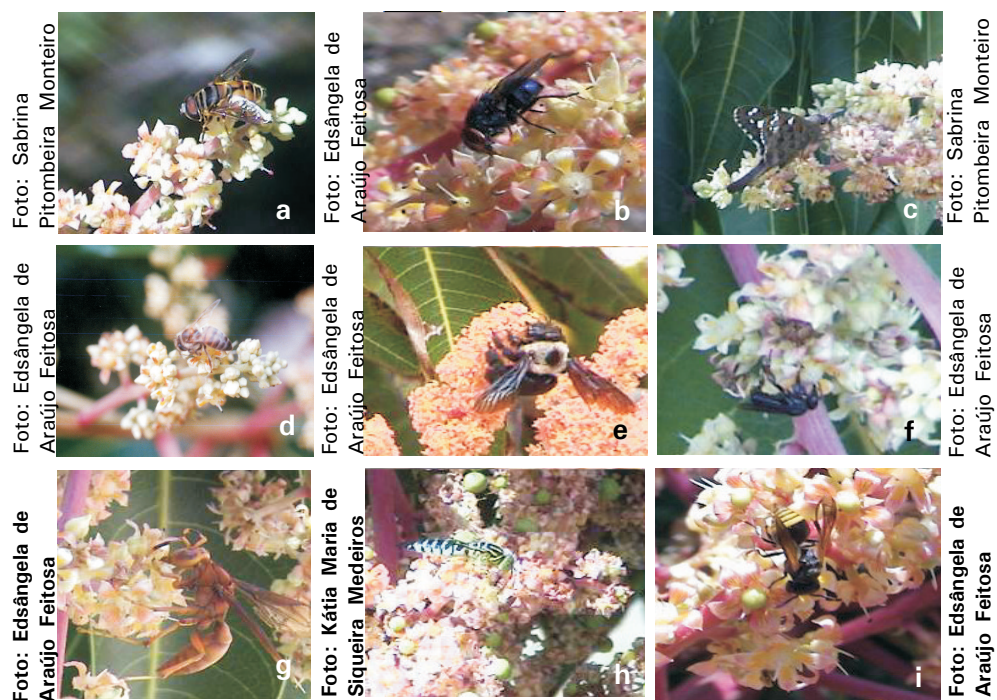 Foto: Sabrina
Pitombeira Monteiro
a
Foto: Edsângela de
Araújo Feitosa
b
c
Foto: Sabrina
Pitombeira Monteiro
Foto: Edsângela de
Araújo Feitosa
d
Foto: Edsângela de
Araújo Feitosa
e
f
Foto: Edsângela de
Araújo Feitosa
Foto: Edsângela de
Araújo Feitosa
g
Foto: Kátia Maria de
Siqueira Medeiros
h
i
Foto: Edsângela de
Araújo Feitosa